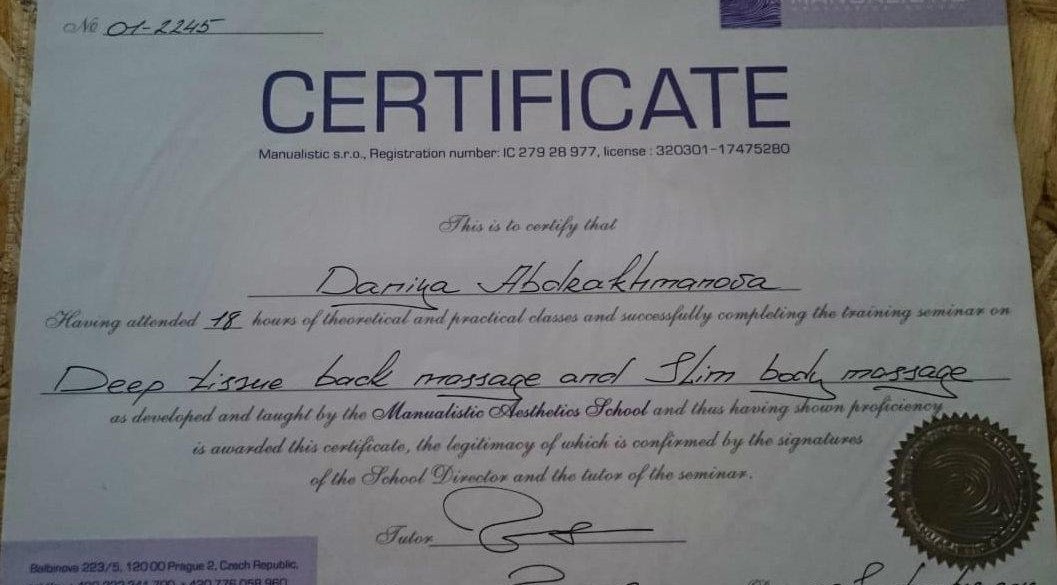 № 01-2245
MANUALISTIC
CERTIFICATE
Manualistic s.r.o., Registration number: IC 279 28 977, license : 320301-17475280
This is to certify that
Daniya Abdrakhmanova
Having attended 18 hours of theoretical and practical classes and successfully completing the training seminar on
Deep tissue back massage and Slim body massage
as developed and taught by the Manualistic Aesthetics School and thus having shown proficiency
is awarded this certificate, the legitimacy of which is confirmed by the signatures
of the School Director and the tutor of the seminar.
Tutor
Balbinova 223/5, 120 00 Prague 2, Czech Republic,